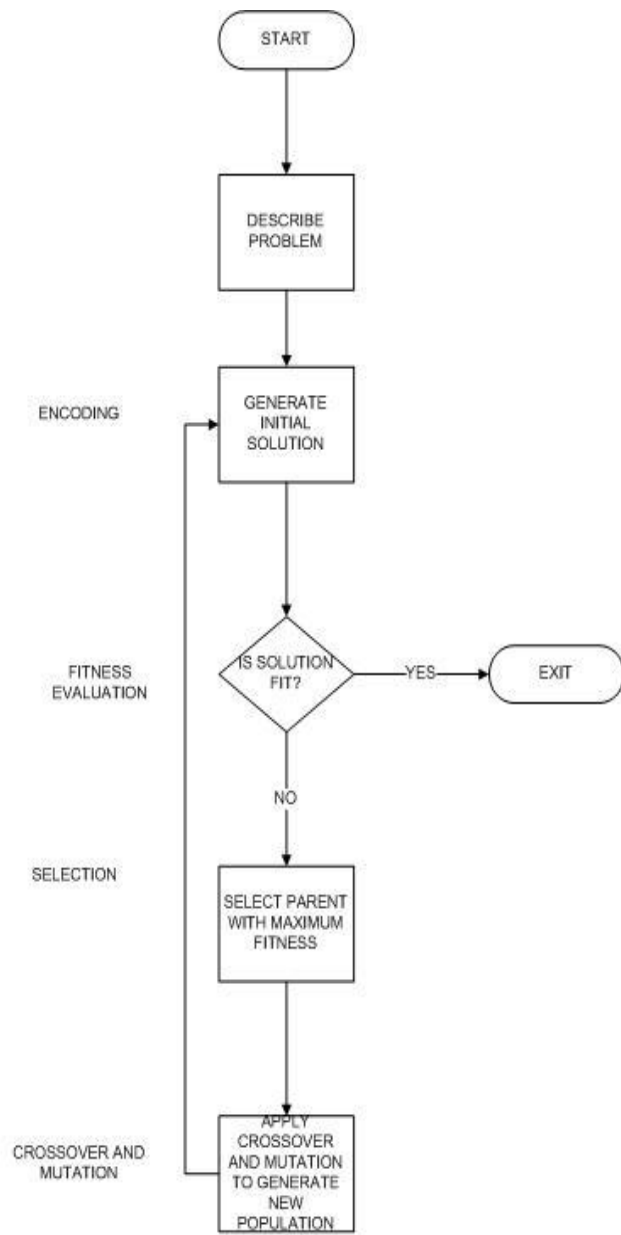 START
DESCRIBE
PROBLEM
ENCODING
GENERATE
INITIAL
SOLUTION
FITNESS
EVALUATION
IS SOLUTION
FIT?
YES
EXIT
NO
SELECTION
SELECT PARENT
WITH MAXIMUM
FITNESS
CROSSOVER AND
MUTATION
APPLY
CROSSOVER
AND MUTATION
TO GENERATE
NEW
POPULATION